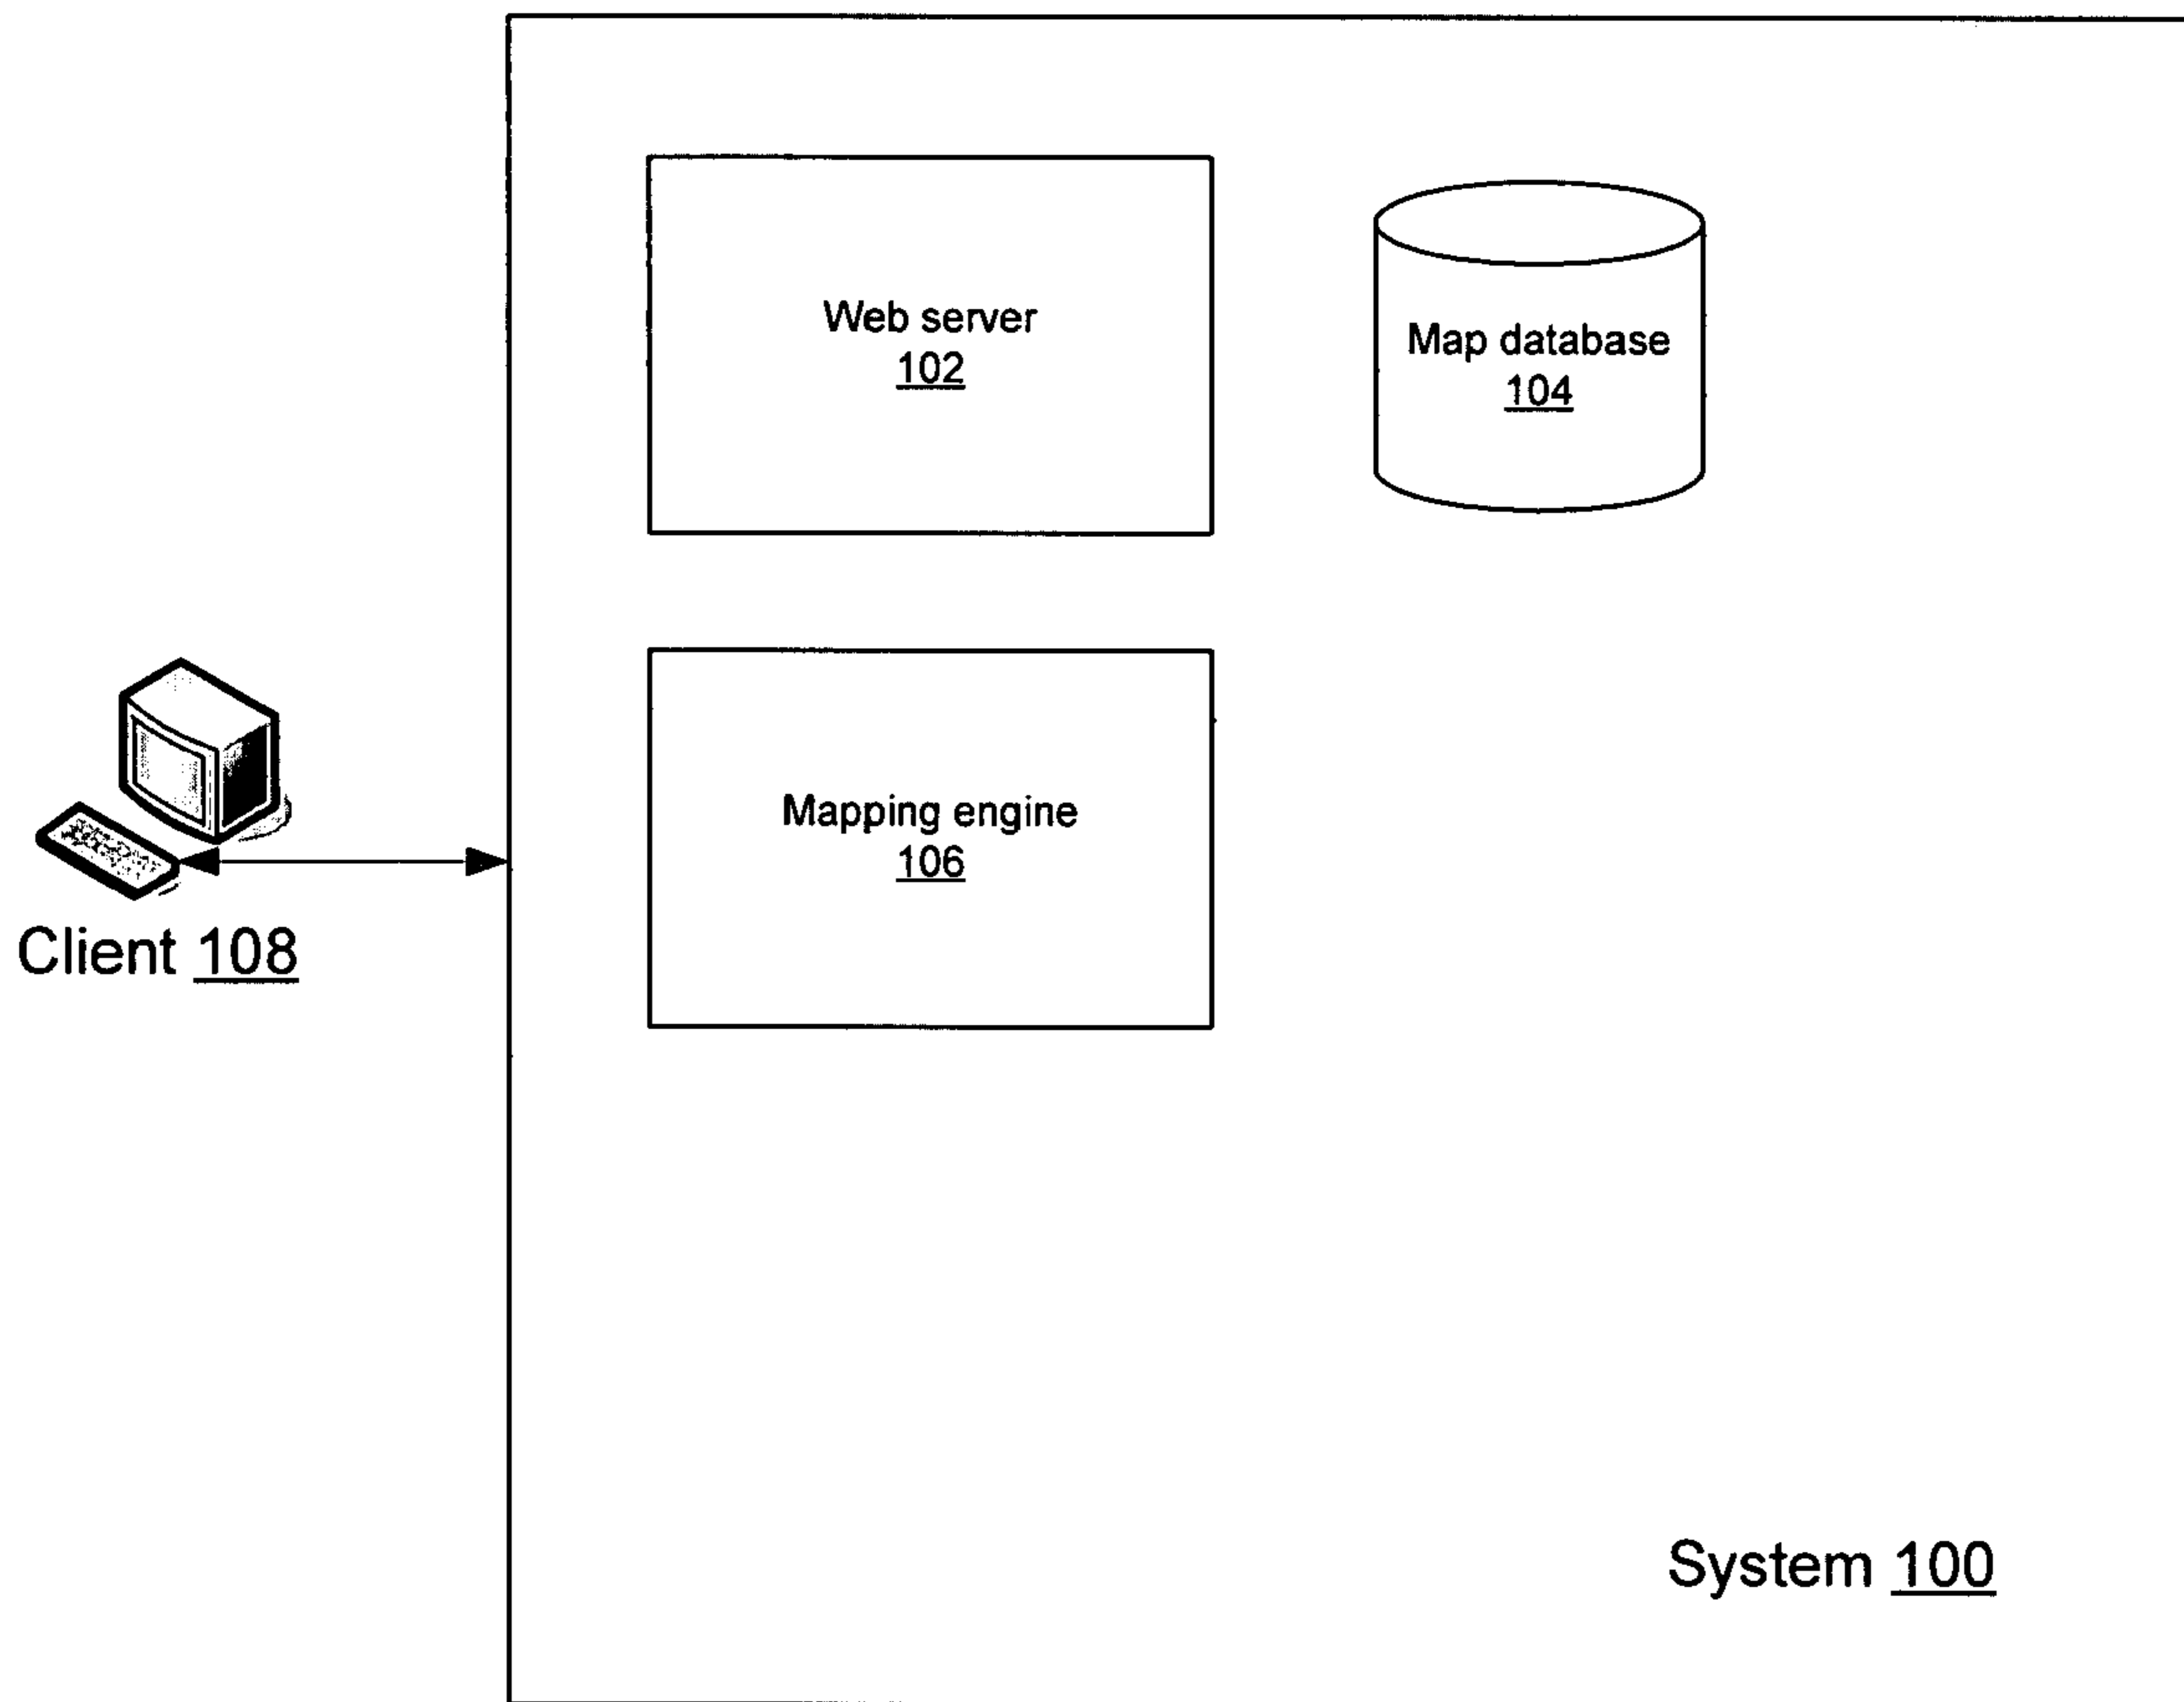 Web server
102
Map database
104
Mapping engine
106
Client 108
System 100